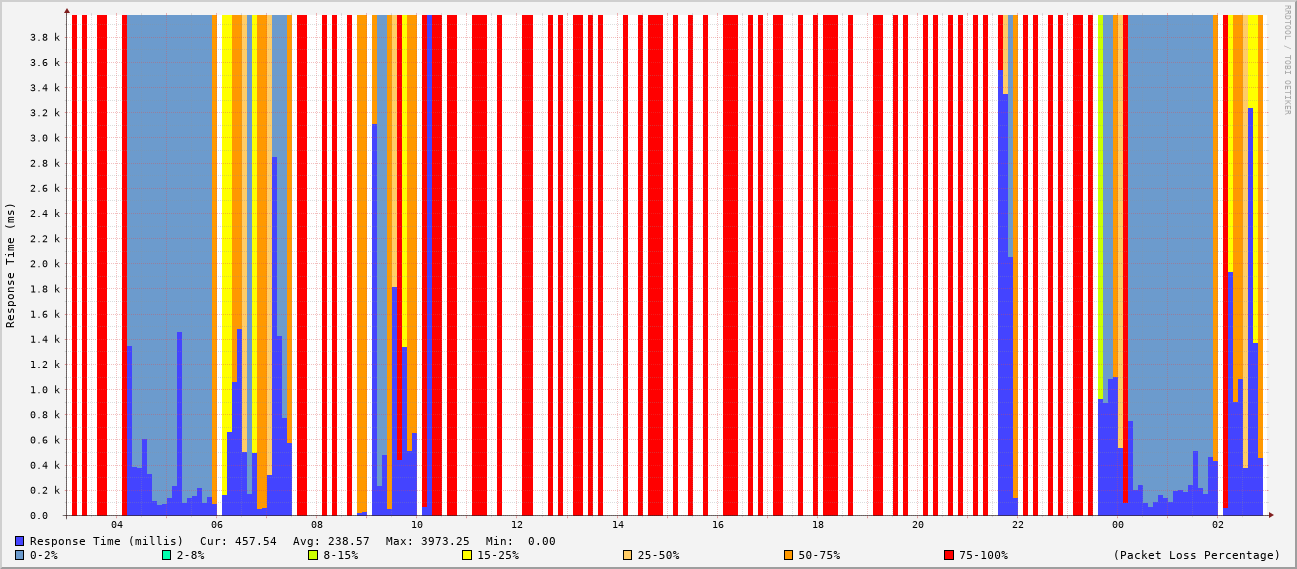 RRDTOOL / TOBI OETIKER
Response Time (ms)
3.8 k
3.6 k
3.4 k
3.2 k
3.0 k
2.8 k
2.6 k
2.4 k
2.2 k
2.0 k
1.8 k
1.6 k
1.4 k
1.2 k
1.0 k
0.8 k
0.6 k
0.4 k
0.2 k
0.0
04 06 08 10 12 14 16 18 20 22 00 02
Response Time (millis) Cur: 457.54 Avg: 238.57 Max: 3973.25 Min: 0.00
0-2% 2-8% 8-15% 15-25% 25-50% 50-75% 75-100% (Packet Loss Percentage)